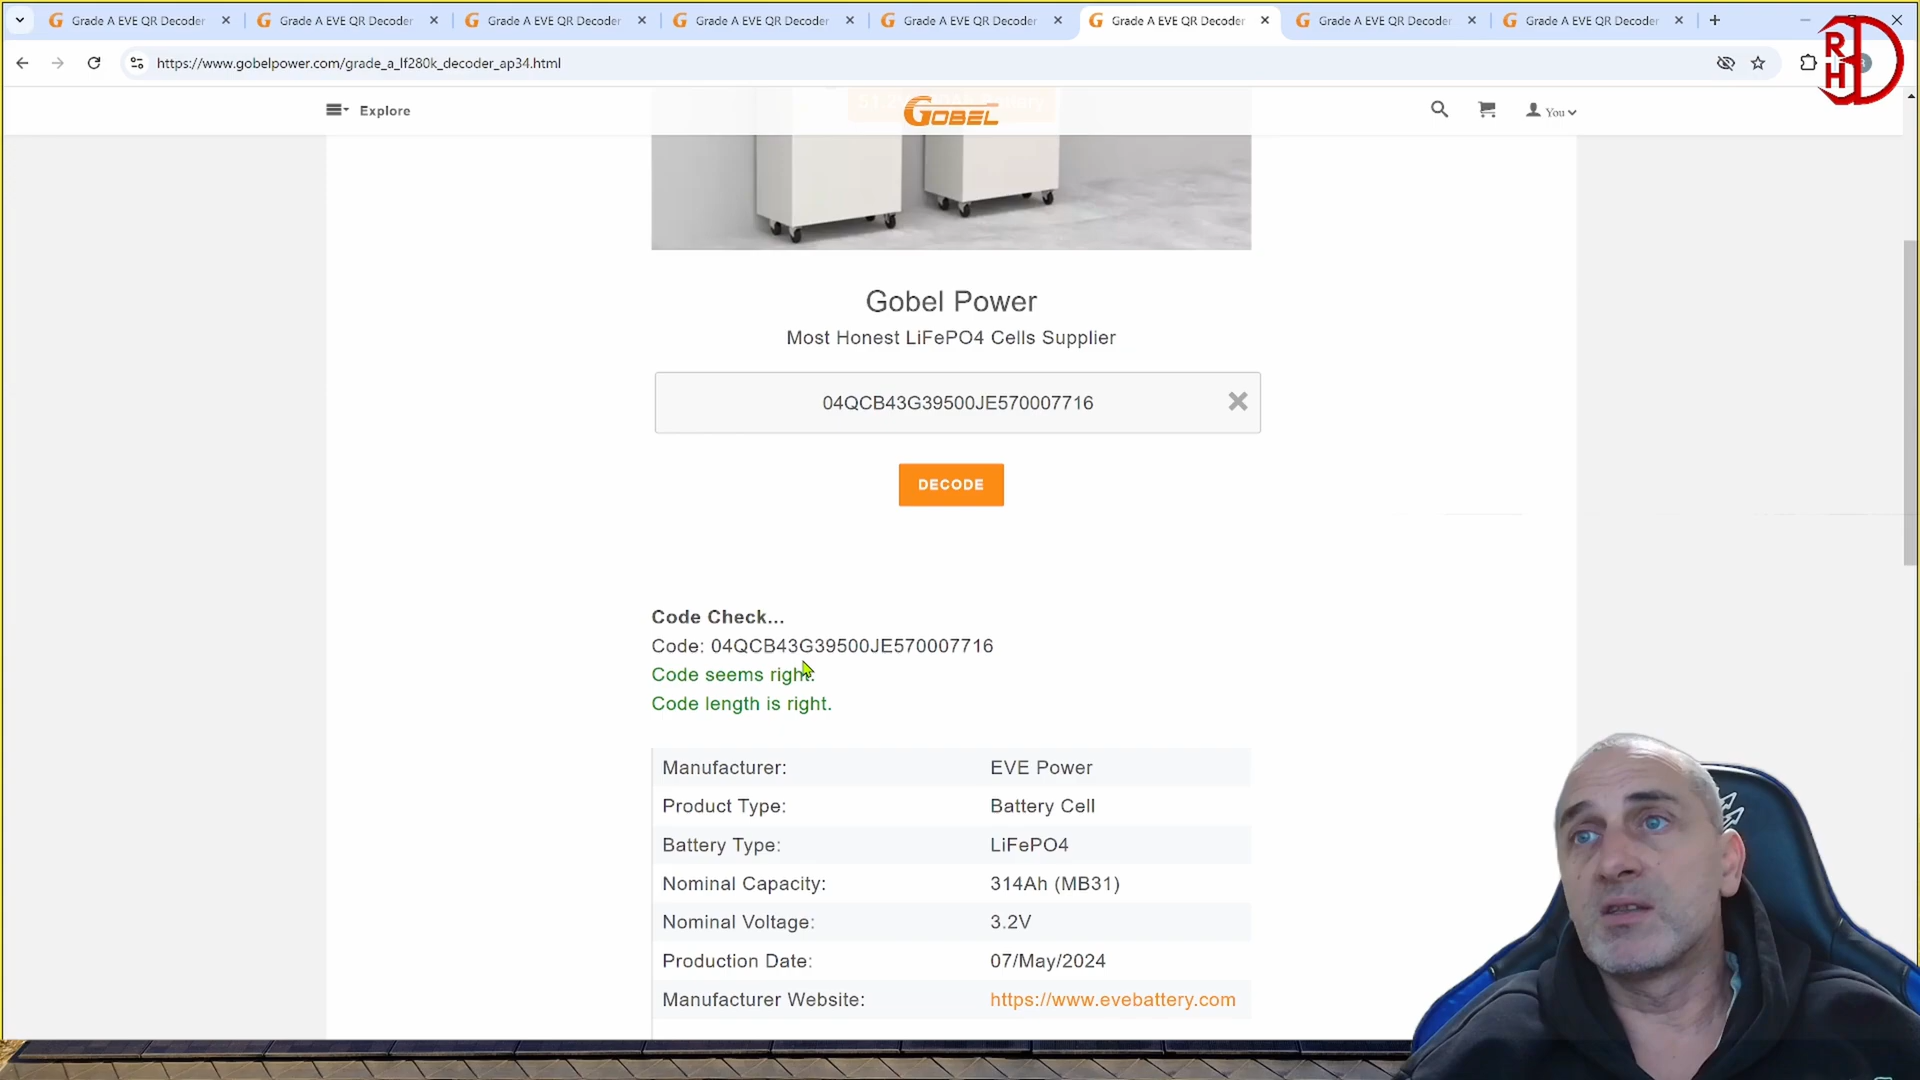 Grade A EVE QR Decoder
Grade A EVE QR Decoder
Grade A EVE QR Decoder
Grade A EVE QR Decoder
Grade A EVE QR Decoder
Grade A EVE QR Decoder
Grade A EVE QR Decoder
Grade A EVE QR Decoder
https://www.gobelpower.com/grade_a_lf280k_decoder_ap34.html
RHD
Explore
GOBEL
You
Gobel Power
Most Honest LiFePO4 Cells Supplier
04QCB43G39500JE570007716
DECODE
Code Check...
Code: 04QCB43G39500JE570007716
Code seems right.
Code length is right.
Manufacturer: EVE Power
Product Type: Battery Cell
Battery Type: LiFePO4
Nominal Capacity: 314Ah (MB31)
Nominal Voltage: 3.2V
Production Date: 07/May/2024
Manufacturer Website: https://www.evebattery.com